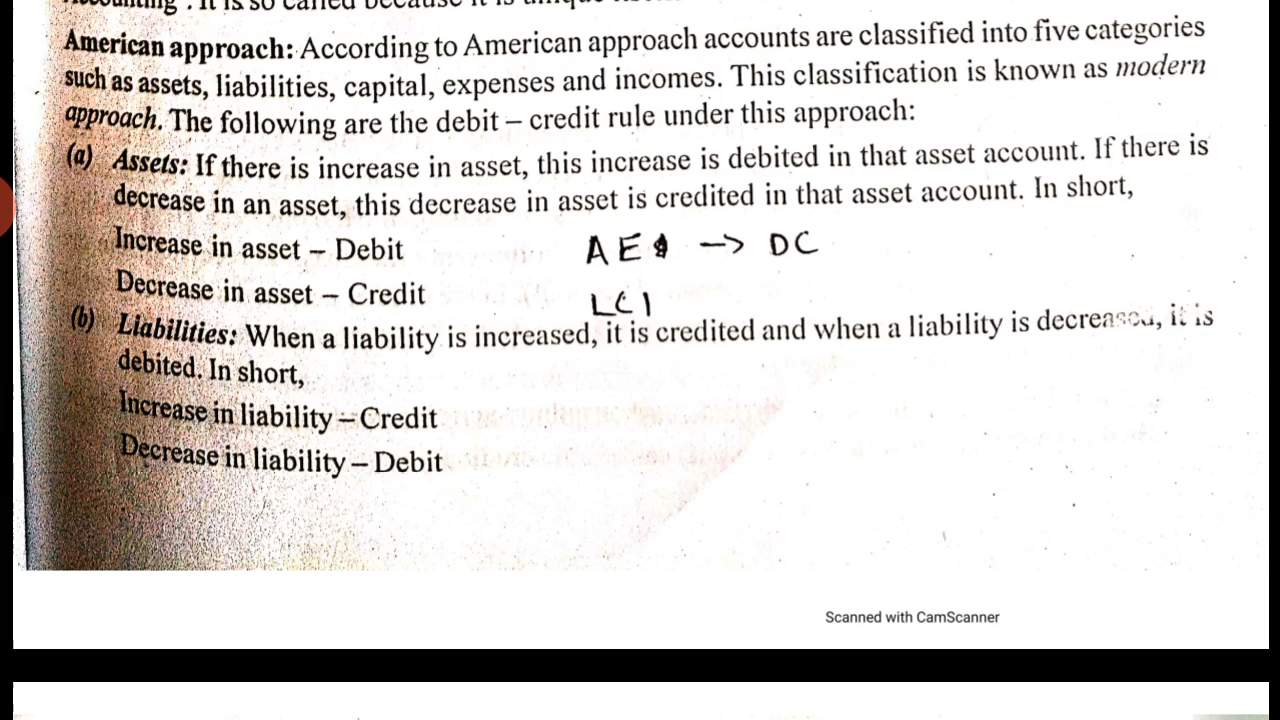 American approach: According to American approach accounts are classified into five categories
such as assets, liabilities, capital, expenses and incomes. This classification is known as modern
approach. The following are the debit – credit rule under this approach:
(a) Assets: If there is increase in asset, this increase is debited in that asset account. If there is
decrease in an asset, this decrease in asset is credited in that asset account. In short,
Increase in asset – Debit
A E → DC
Decrease in asset – Credit
LCI
(b) Liabilities: When a liability is increased, it is credited and when a liability is decreased, it is
debited. In short,
Increase in liability – Credit
Decrease in liability – Debit
Scanned with CamScanner